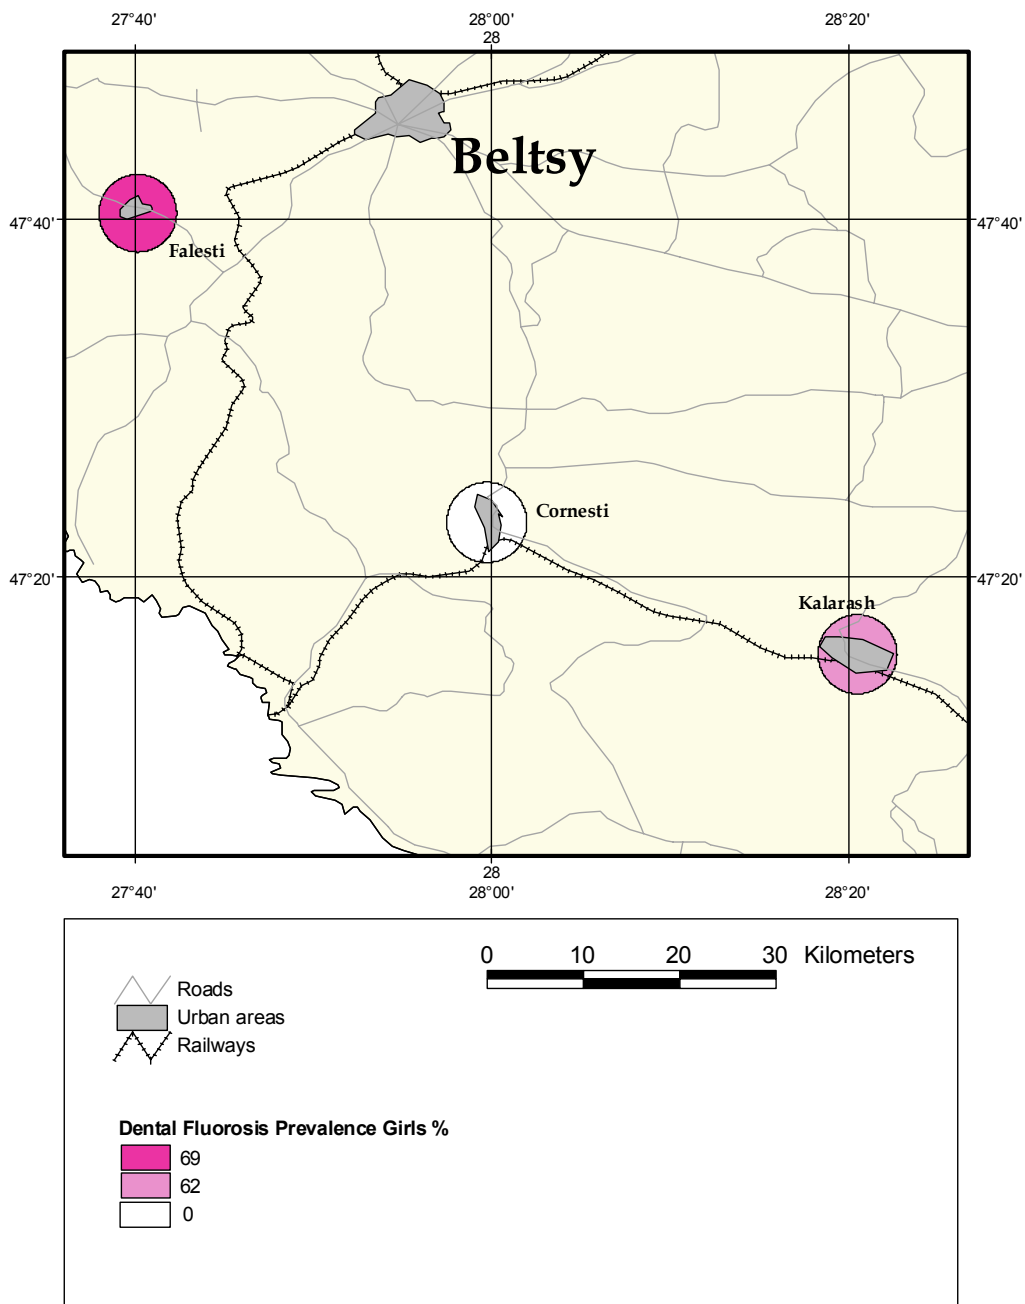 27°40'
28°00'
28°20'
28
Beltsy
47°40'
47°40'
Falesti
Cornesti
47°20'
47°20'
Kalarash
28
27°40'
28°00'
28°20'
0 10 20 30 Kilometers
Roads
Urban areas
Railways
Dental Fluorosis Prevalence Girls %
69
62
0